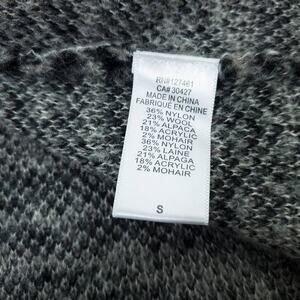 RN#127461
CA# 30427
MADE IN CHINA
FABRIQUÉ EN CHINE
36% NYLON
23% WOOL
21% ALPACA
18% ACRYLIC
2% MOHAIR
36% NYLON
23% LAINE
21% ALPAGA
18% ACRYLIC
2% MOHAIR
S